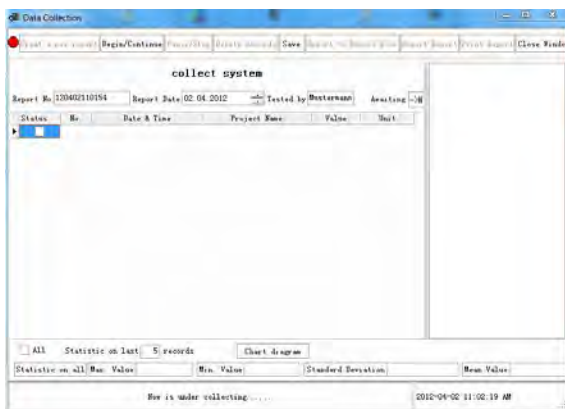 Data Collection
Begin/Continue Save Close Windo
collect system
Report No 120402110154 Report Date 02.04.2012 Tested by Mustermann Awaiting ->N
Status No Date & Time Project Name Value Unit
All Statistic on last 5 records Chart diagram
Statistic on all Max. Value Min. Value Standard Deviation Mean Value
Now is under collecting.....
2012-04-02 11:02:19 AM